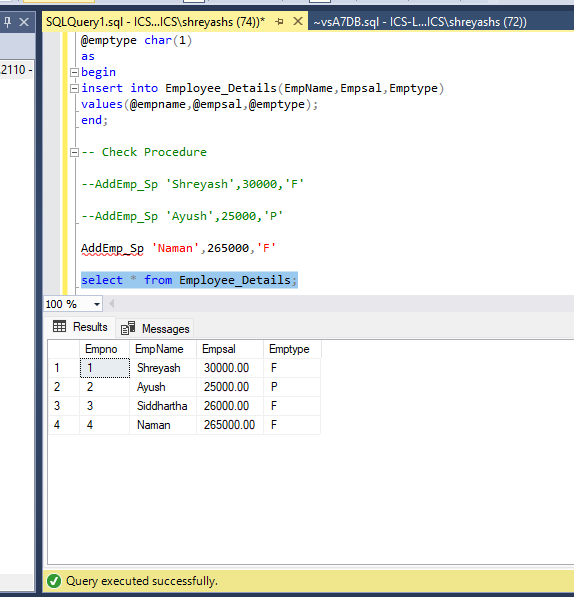 SQLQuery1.sql - ICS...ICS\shreyashs (74))*
~vsA7DB.sql - ICS-L...ICS\shreyashs (72))
.2110 -
@emptype char(1)
as
begin
insert into Employee_Details(EmpName,Empsal,Emptype)
values(@empname,@empsal,@emptype);
end;
-- Check Procedure
--AddEmp_Sp 'Shreyash',30000,'F'
--AddEmp_Sp 'Ayush',25000,'P'
AddEmp_Sp 'Naman',265000,'F'
select * from Employee_Details;
100 %
Results Messages
Empno EmpName Empsal Emptype
1 1 Shreyash 30000.00 F
2 2 Ayush 25000.00 P
3 3 Siddhartha 26000.00 F
4 4 Naman 265000.00 F
Query executed successfully.